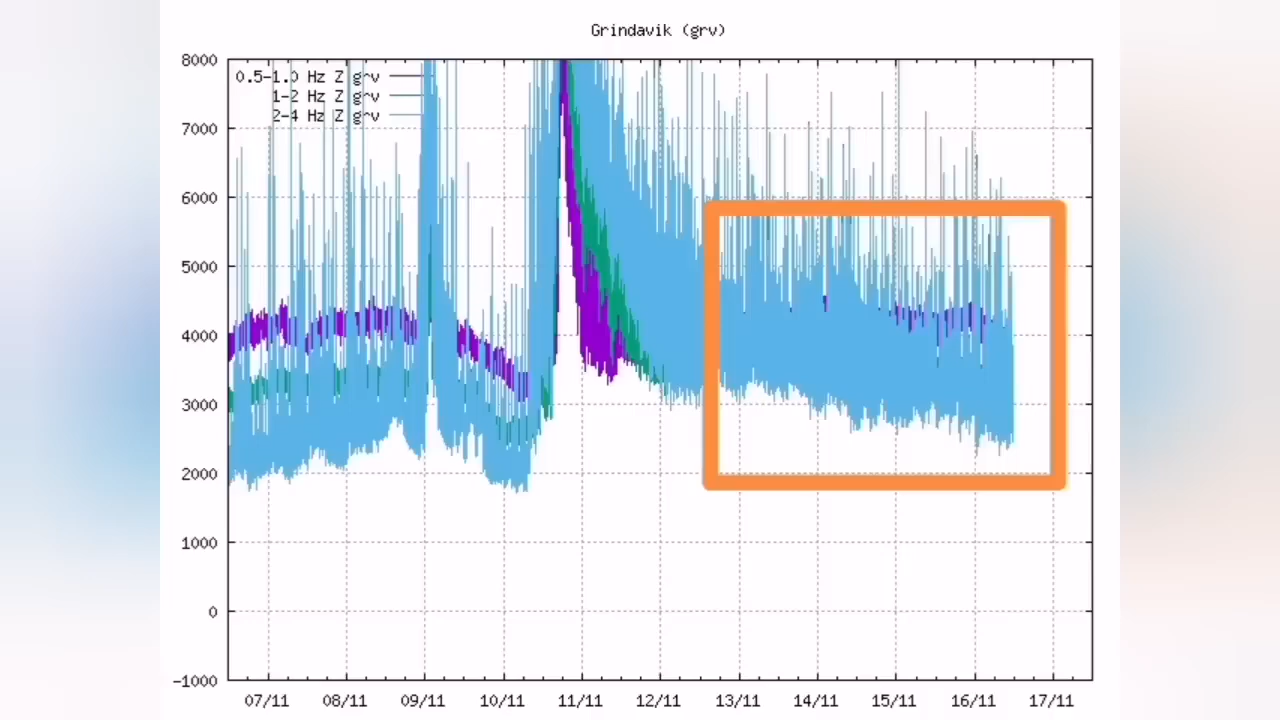 Grindavik (grv)
8000
0.5-1.0 Hz Z grv
1-2 Hz Z grv
2-4 Hz Z grv
7000
6000
5000
4000
3000
2000
1000
0
-1000
07/11 08/11 09/11 10/11 11/11 12/11 13/11 14/11 15/11 16/11 17/11